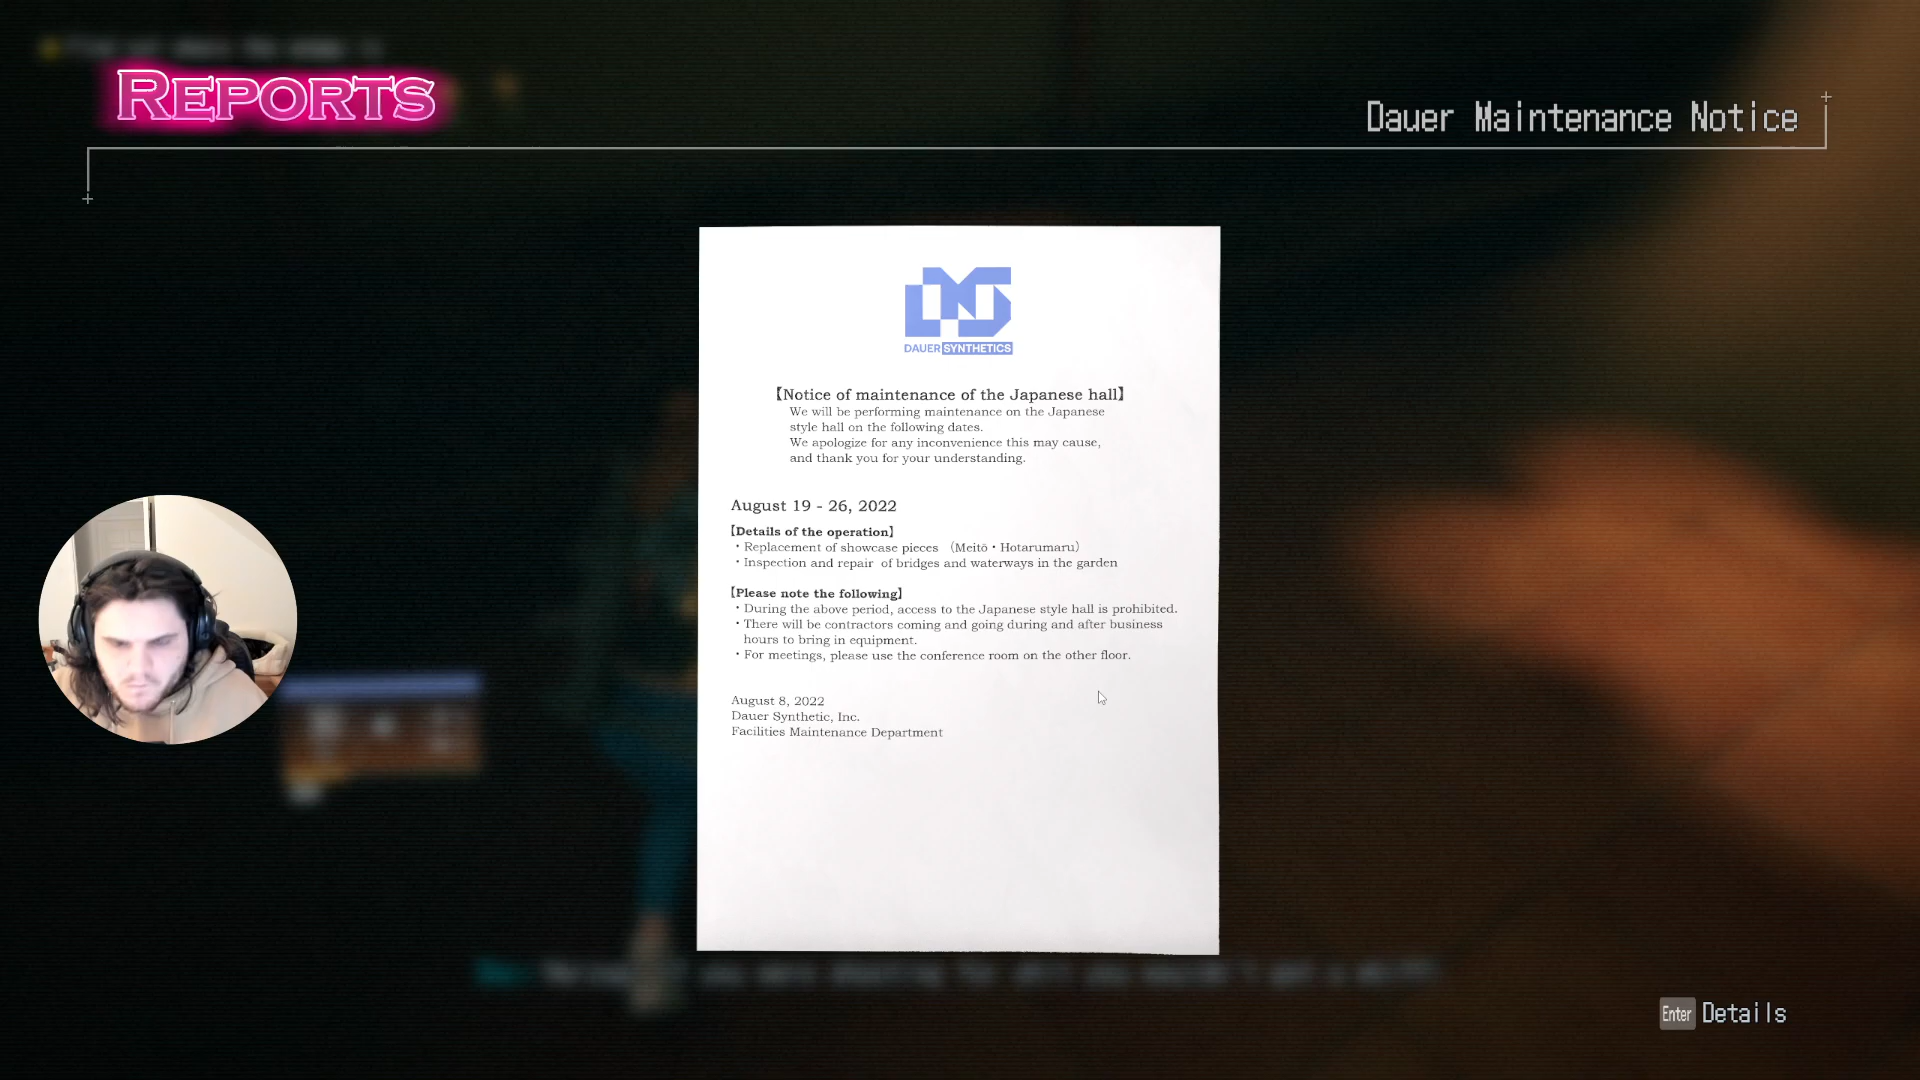 REPORTS
Dauer Maintenance Notice
DAUER SYNTHETICS
【Notice of maintenance of the Japanese hall】
We will be performing maintenance on the Japanese
style hall on the following dates.
We apologize for any inconvenience this may cause,
and thank you for your understanding.
August 19 - 26, 2022
【Details of the operation】
・Replacement of showcase pieces （Meitō・Hotarumaru）
・Inspection and repair of bridges and waterways in the garden
【Please note the following】
・During the above period, access to the Japanese style hall is prohibited.
・There will be contractors coming and going during and after business
hours to bring in equipment.
・For meetings, please use the conference room on the other floor.
August 8, 2022
Dauer Synthetic, Inc.
Facilities Maintenance Department
Enter Details